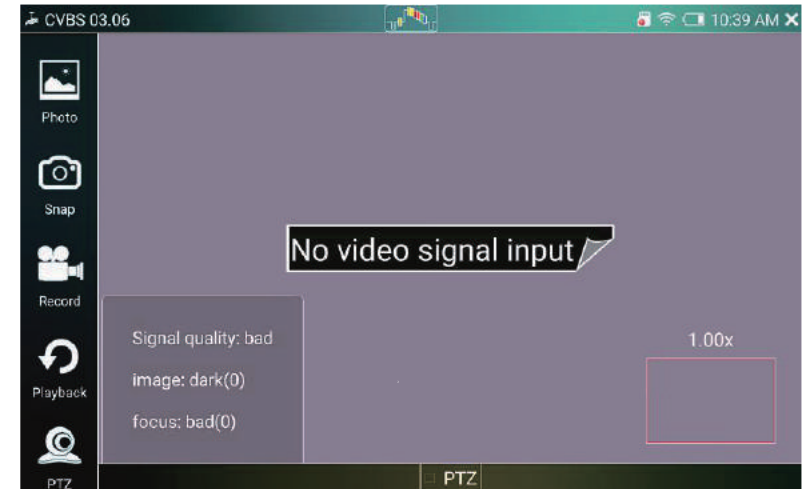 CVBS 03.06
10:39 AM
Photo
Snap
No video signal input
Record
Signal quality: bad
1.00x
image: dark(0)
Playback
focus: bad(0)
PTZ
PTZ